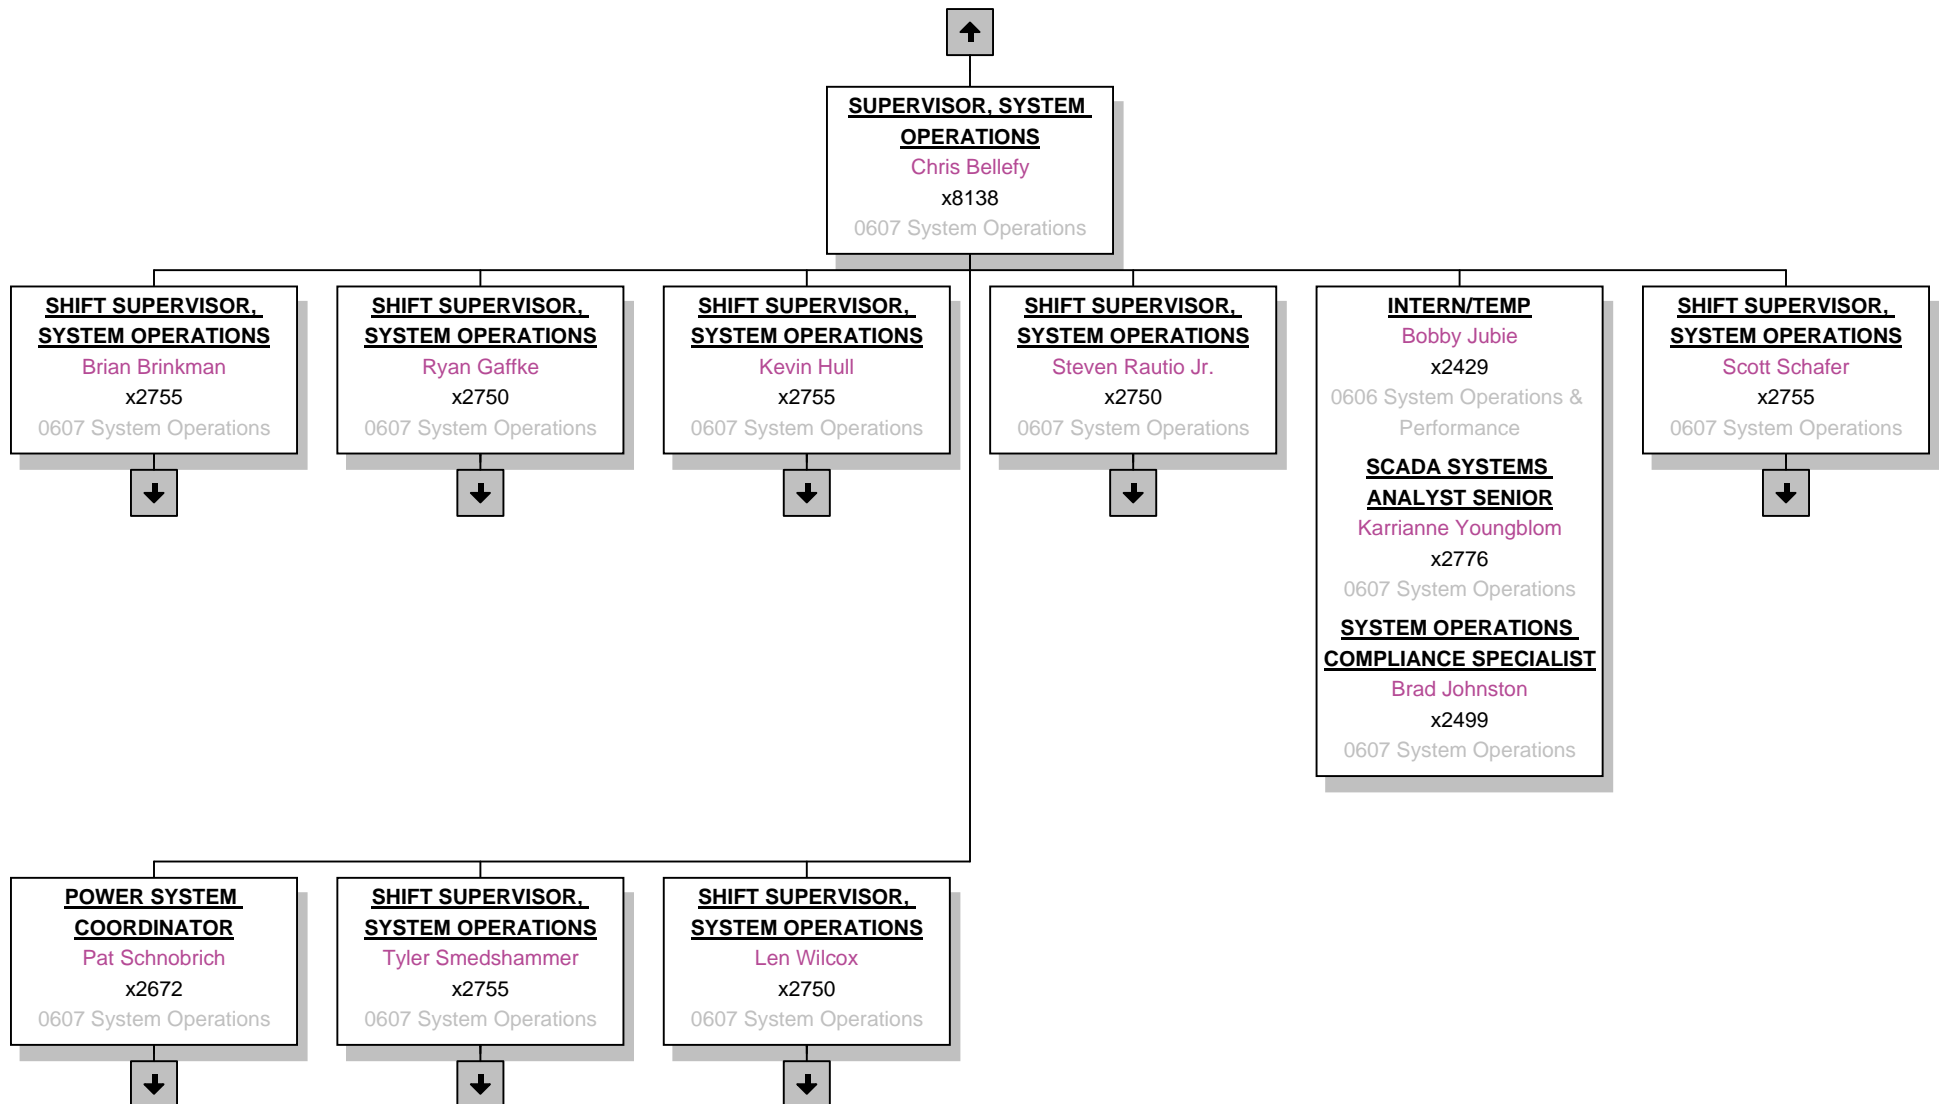 SUPERVISOR, SYSTEM
OPERATIONS
Chris Bellefy
x8138
0607 System Operations
SHIFT SUPERVISOR,
SYSTEM OPERATIONS
Brian Brinkman
x2755
0607 System Operations
SHIFT SUPERVISOR,
SYSTEM OPERATIONS
Ryan Gaffke
x2750
0607 System Operations
SHIFT SUPERVISOR,
SYSTEM OPERATIONS
Kevin Hull
x2755
0607 System Operations
SHIFT SUPERVISOR,
SYSTEM OPERATIONS
Steven Rautio Jr.
x2750
0607 System Operations
INTERN/TEMP
Bobby Jubie
x2429
0606 System Operations &
Performance
SCADA SYSTEMS
ANALYST SENIOR
Karrianne Youngblom
x2776
0607 System Operations
SYSTEM OPERATIONS
COMPLIANCE SPECIALIST
Brad Johnston
x2499
0607 System Operations
SHIFT SUPERVISOR,
SYSTEM OPERATIONS
Scott Schafer
x2755
0607 System Operations
POWER SYSTEM
COORDINATOR
Pat Schnobrich
x2672
0607 System Operations
SHIFT SUPERVISOR,
SYSTEM OPERATIONS
Tyler Smedshammer
x2755
0607 System Operations
SHIFT SUPERVISOR,
SYSTEM OPERATIONS
Len Wilcox
x2750
0607 System Operations